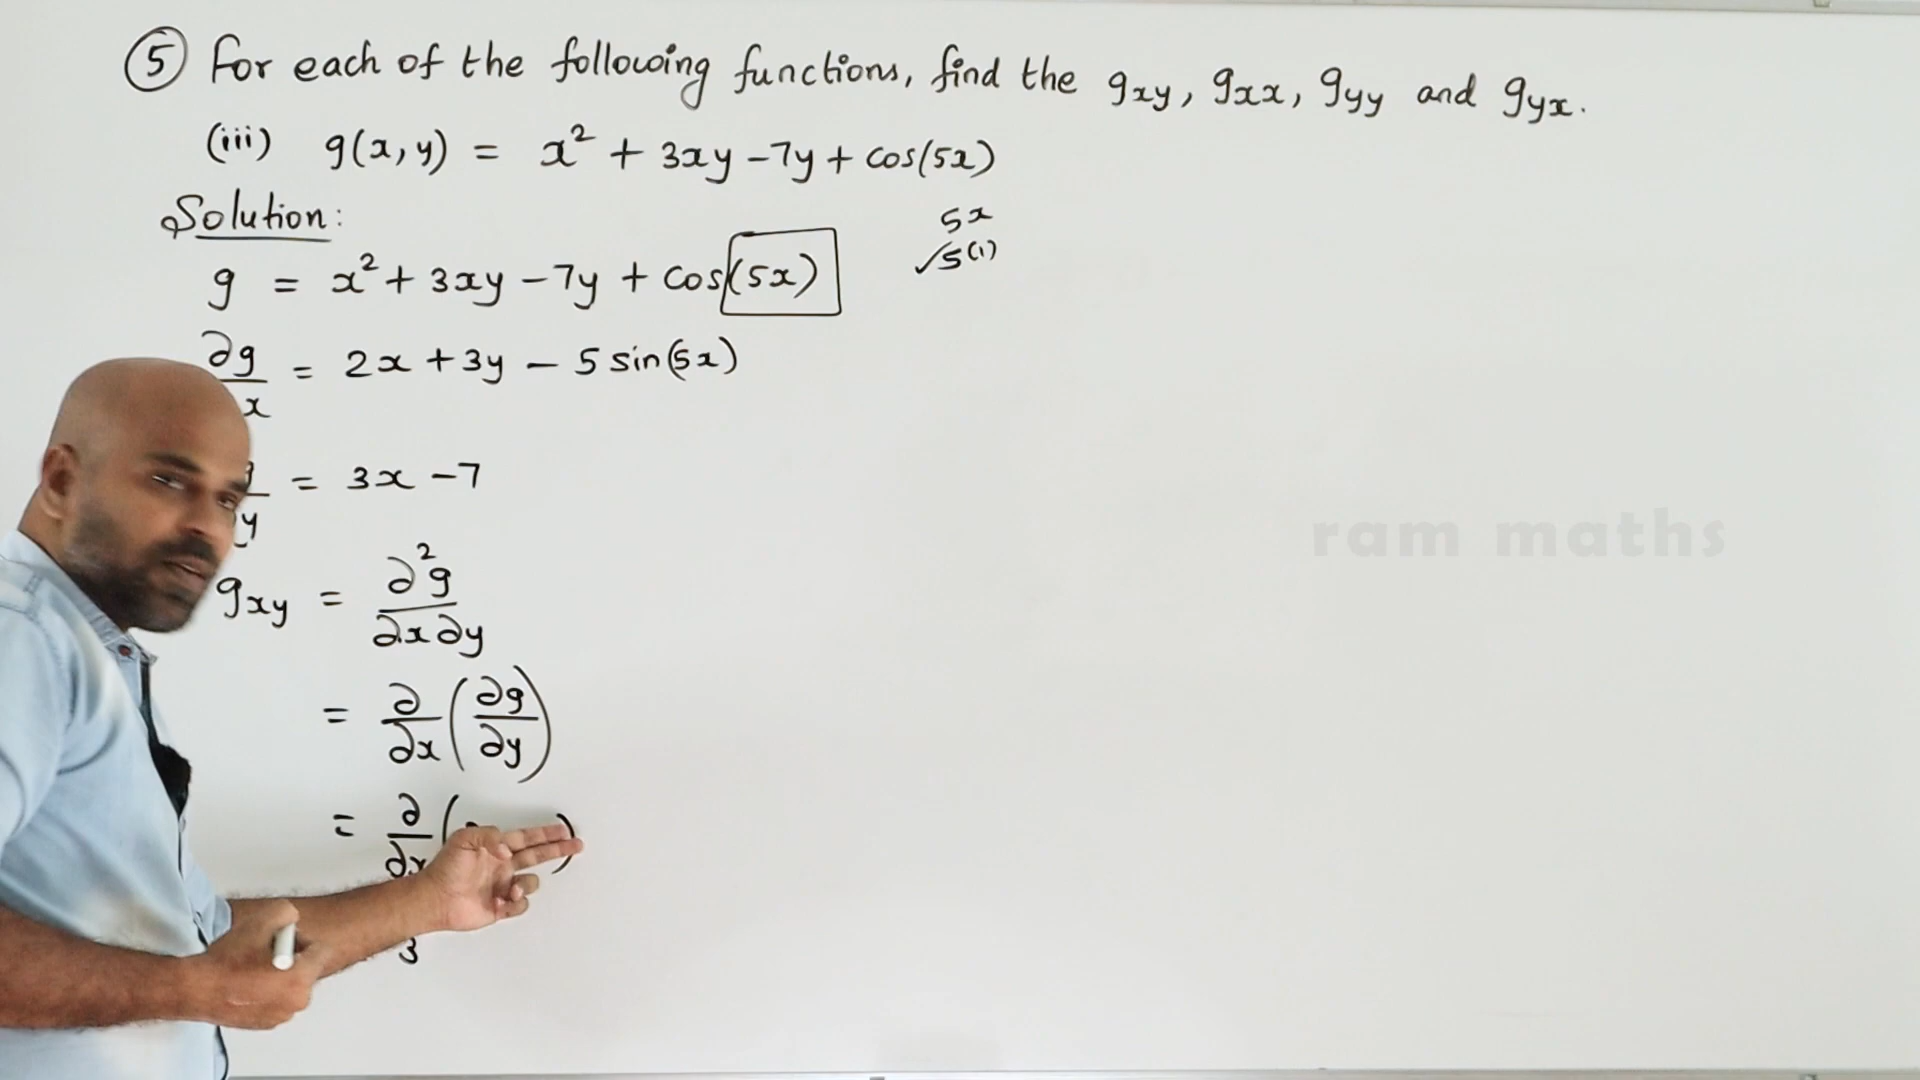 ⑤ For each of the following functions, find the gxy, gxx, gyy and gyx.
(iii) g(x,y) = x² + 3xy - 7y + cos(5x)
Solution:
5x
✓5(1)
g = x² + 3xy - 7y + cos(5x)
∂g/ x = 2x + 3y - 5 sin(5x)
y = 3x - 7
gxy = ∂²g/∂x∂y
= ∂/∂x (∂g/∂y)
= ∂/∂x ( )
3
ram maths